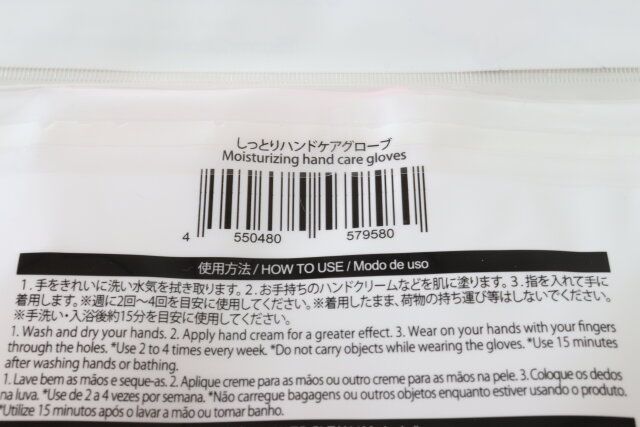 しっとりハンドケアグローブ
Moisturizing hand care gloves
4 550480 579580
使用方法 / HOW TO USE / Modo de uso
1. 手をきれいに洗い水気を拭き取ります。2. お手持ちのハンドクリームなどを肌に塗ります。3. 指を入れて手に
着用します。※週に2回〜4回を目安に使用してください。※着用したまま、荷物の持ち運び等はしないでください。
※手洗い・入浴後約15分を目安に使用してください。
1. Wash and dry your hands. 2. Apply hand cream for a greater effect. 3. Wear on your hands with your fingers
through the holes. *Use 2 to 4 times every week. *Do not carry objects while wearing the gloves. *Use 15 minutes
after washing hands or bathing.
1. Lave bem as mãos e seque-as. 2. Aplique creme para as mãos ou outro creme para as mãos na pele. 3. Coloque os dedos
na luva. *Use de 2 a 4 vezes por semana. *Não carregue bagagens ou outros objetos enquanto estiver usando o produto.
*Utilize 15 minutos após o lavar a mão ou tomar banho.